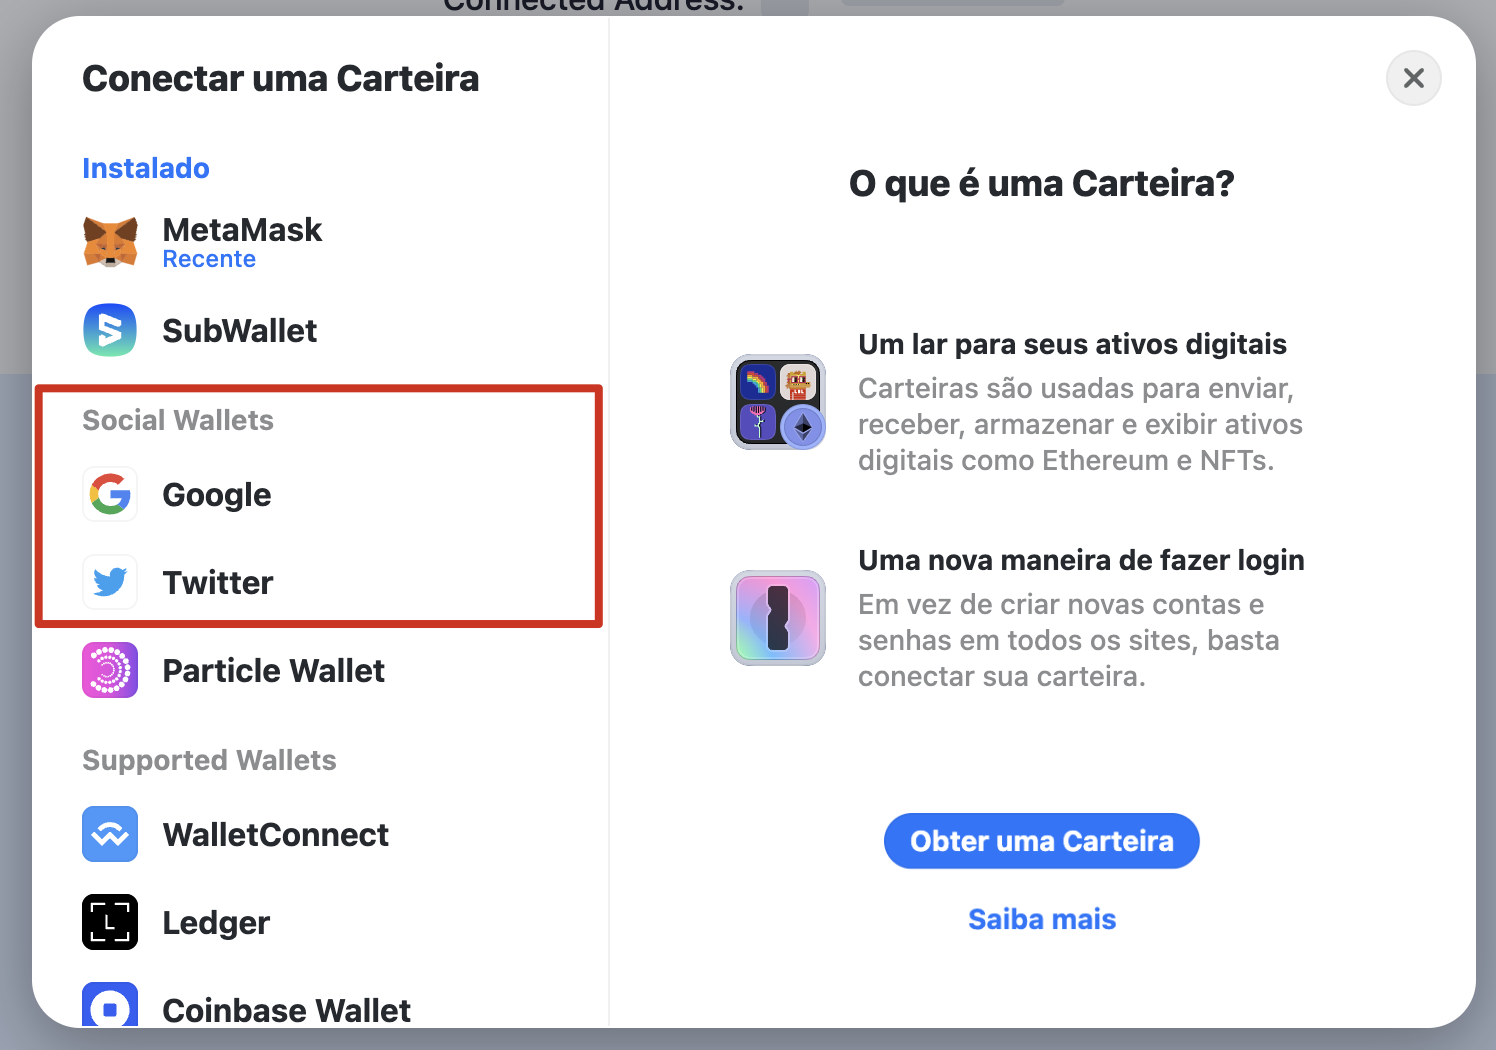 Connected Address:
Conectar uma Carteira
Instalado
MetaMask
Recente
SubWallet
Social Wallets
Google
Twitter
Particle Wallet
Supported Wallets
WalletConnect
Ledger
Coinbase Wallet
O que é uma Carteira?
Um lar para seus ativos digitais
Carteiras são usadas para enviar,
receber, armazenar e exibir ativos
digitais como Ethereum e NFTs.
Uma nova maneira de fazer login
Em vez de criar novas contas e
senhas em todos os sites, basta
conectar sua carteira.
Obter uma Carteira
Saiba mais